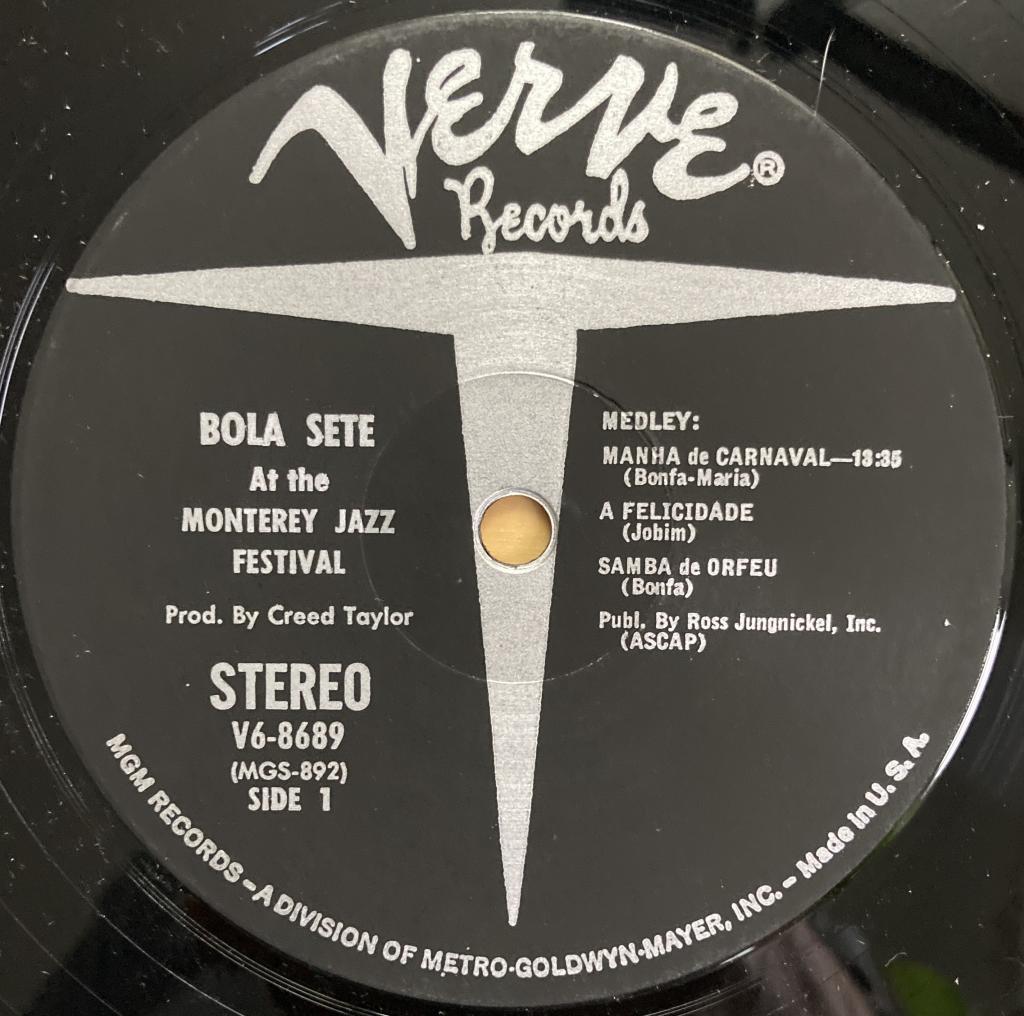 Verve®
Records
BOLA SETE
At the
MONTEREY JAZZ
FESTIVAL
Prod. By Creed Taylor
STEREO
V6-8689
(MGS-892)
SIDE 1
MEDLEY:
MANHA de CARNAVAL—13:35
(Bonfa-Maria)
A FELICIDADE
(Jobim)
SAMBA de ORFEU
(Bonfa)
Publ. By Ross Jungnickel, Inc.
(ASCAP)
MGM RECORDS - A DIVISION OF METRO-GOLDWYN-MAYER, INC. - Made in U. S. A.